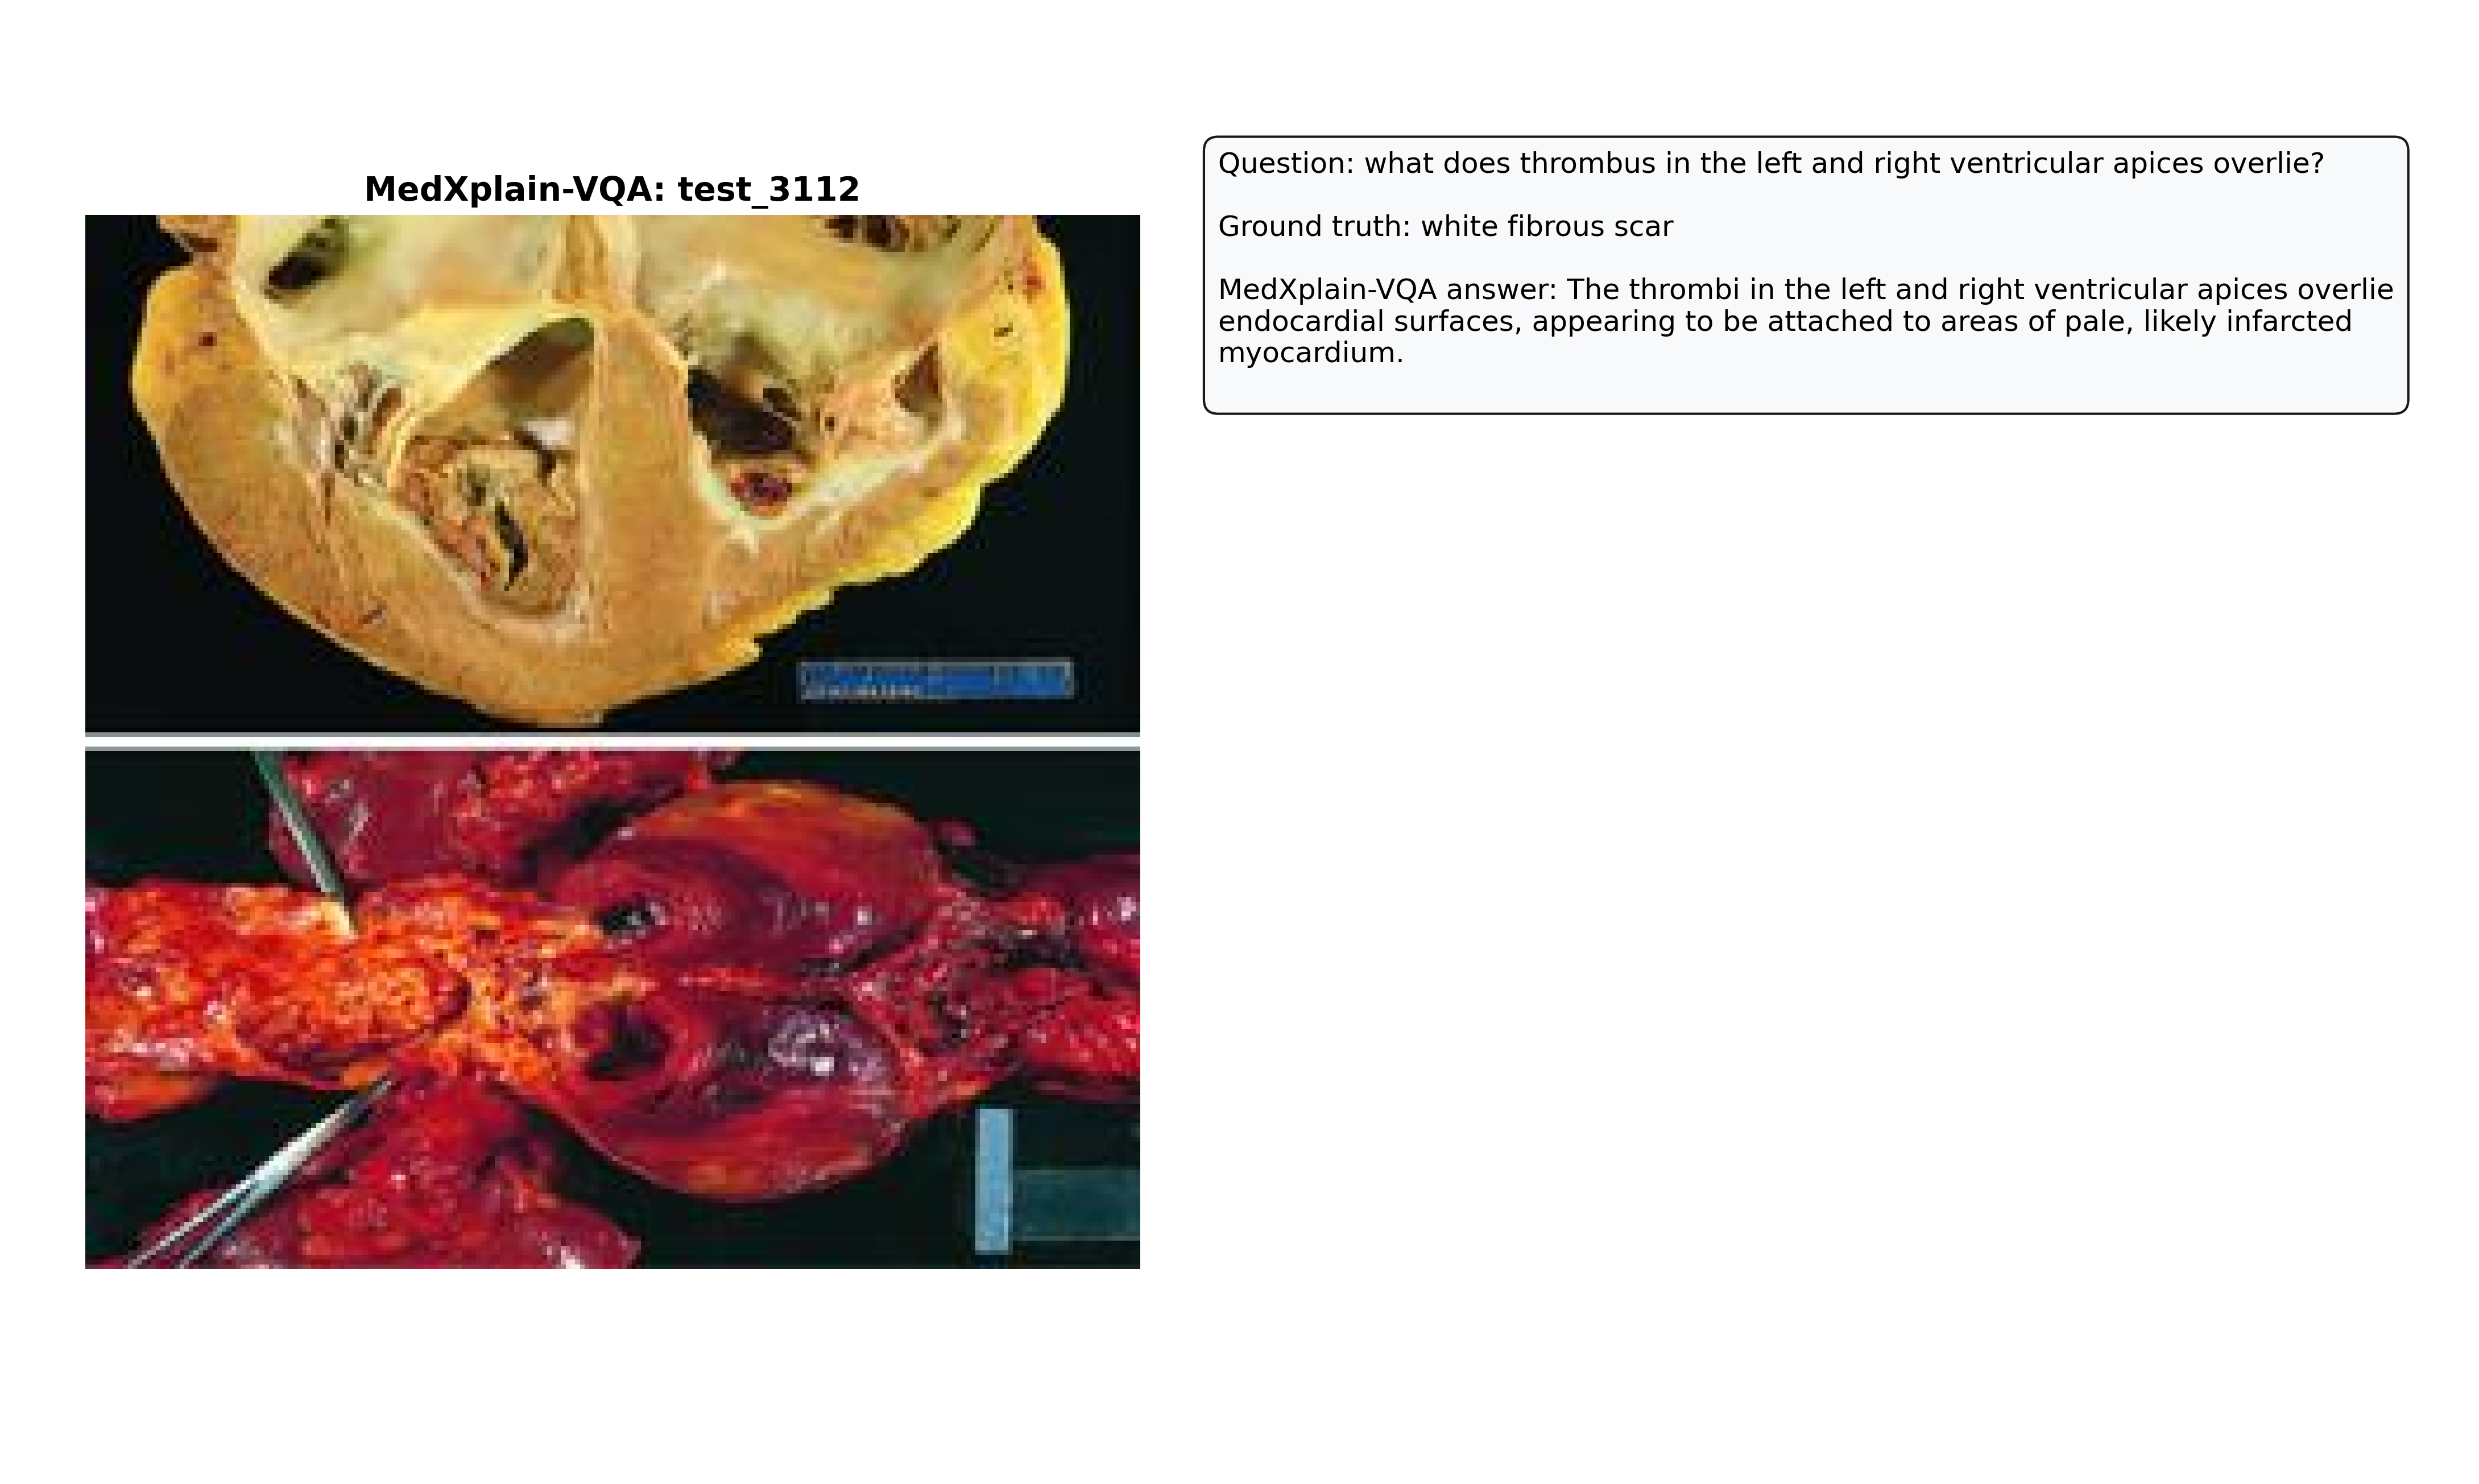 MedXplain-VQA: test_3112
Question: what does thrombus in the left and right ventricular apices overlie?
Ground truth: white fibrous scar
MedXplain-VQA answer: The thrombi in the left and right ventricular apices overlie
endocardial surfaces, appearing to be attached to areas of pale, likely infarcted
myocardium.